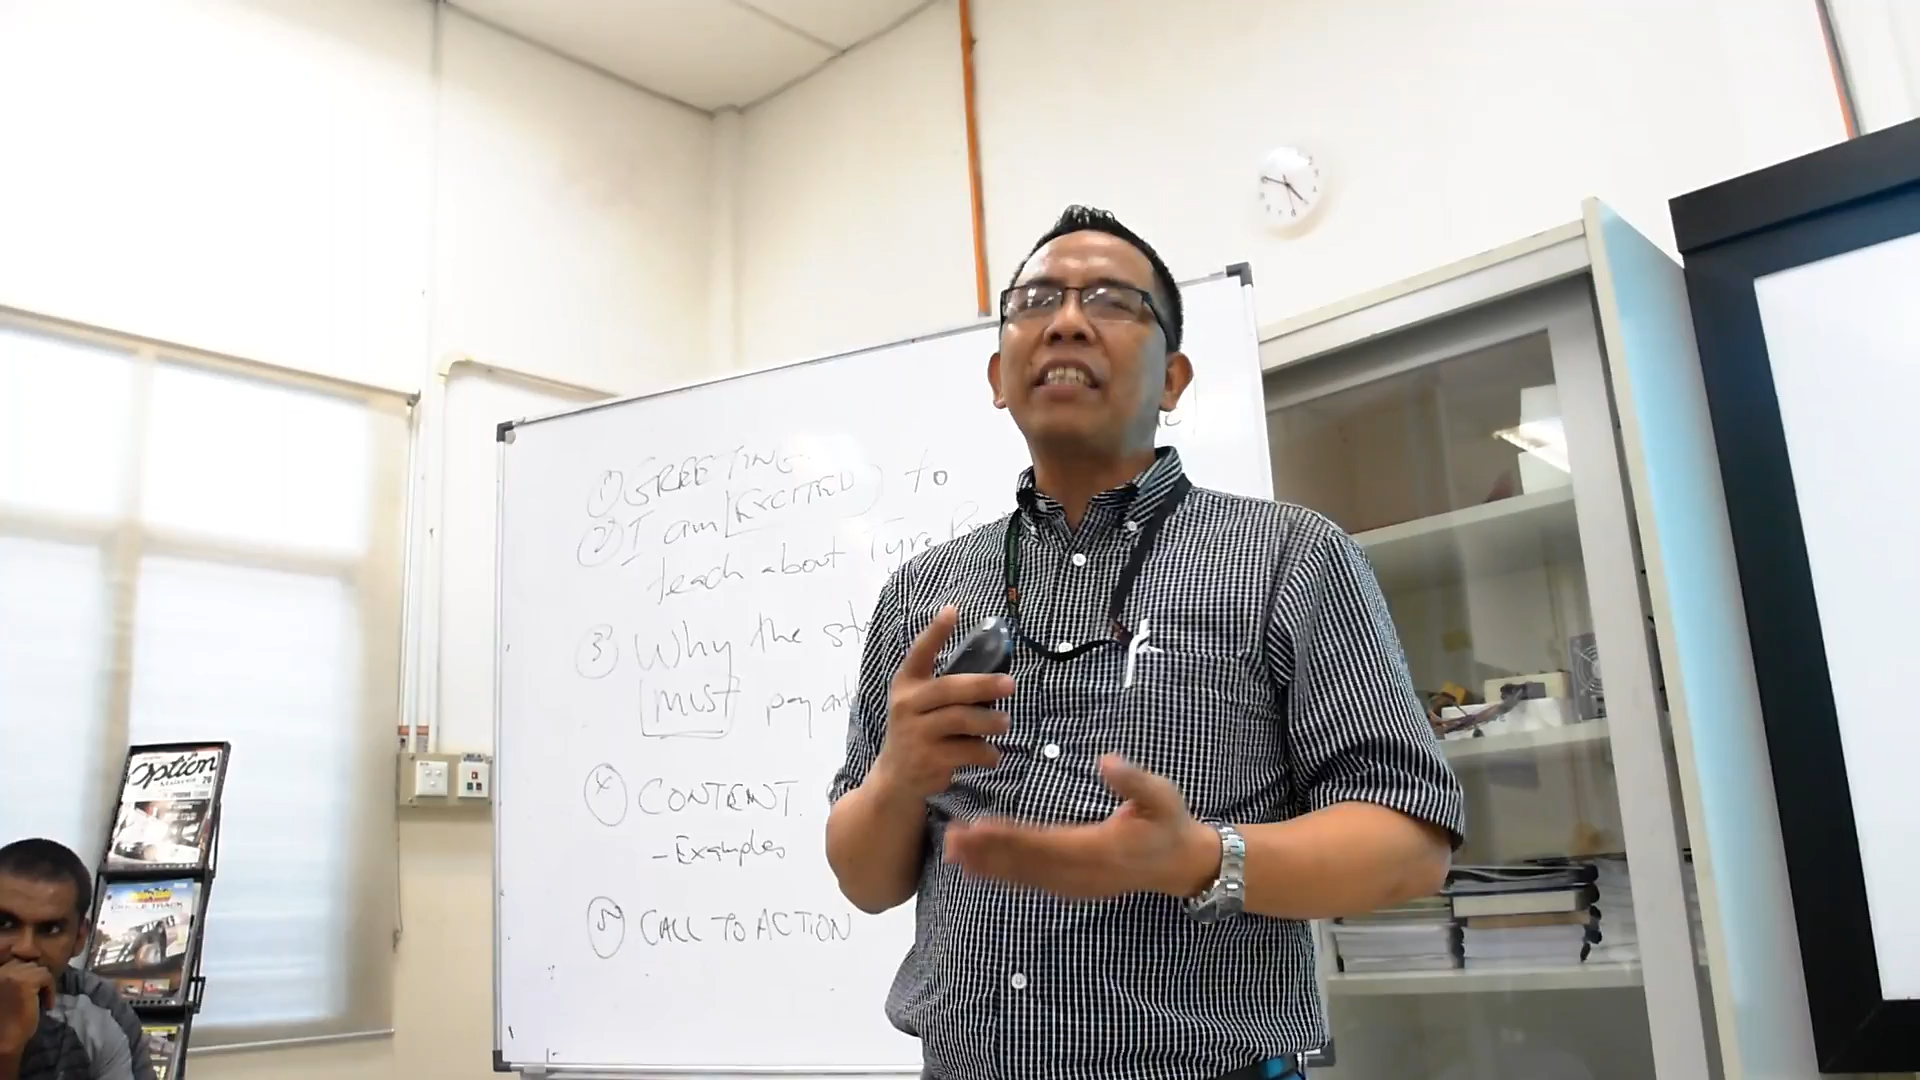 ① GREETING
② I am EXCITED to
teach about Tyre
③ Why the
MUST pay
④ CONTENT.
- Examples
⑤ CALL TO ACTION
Option